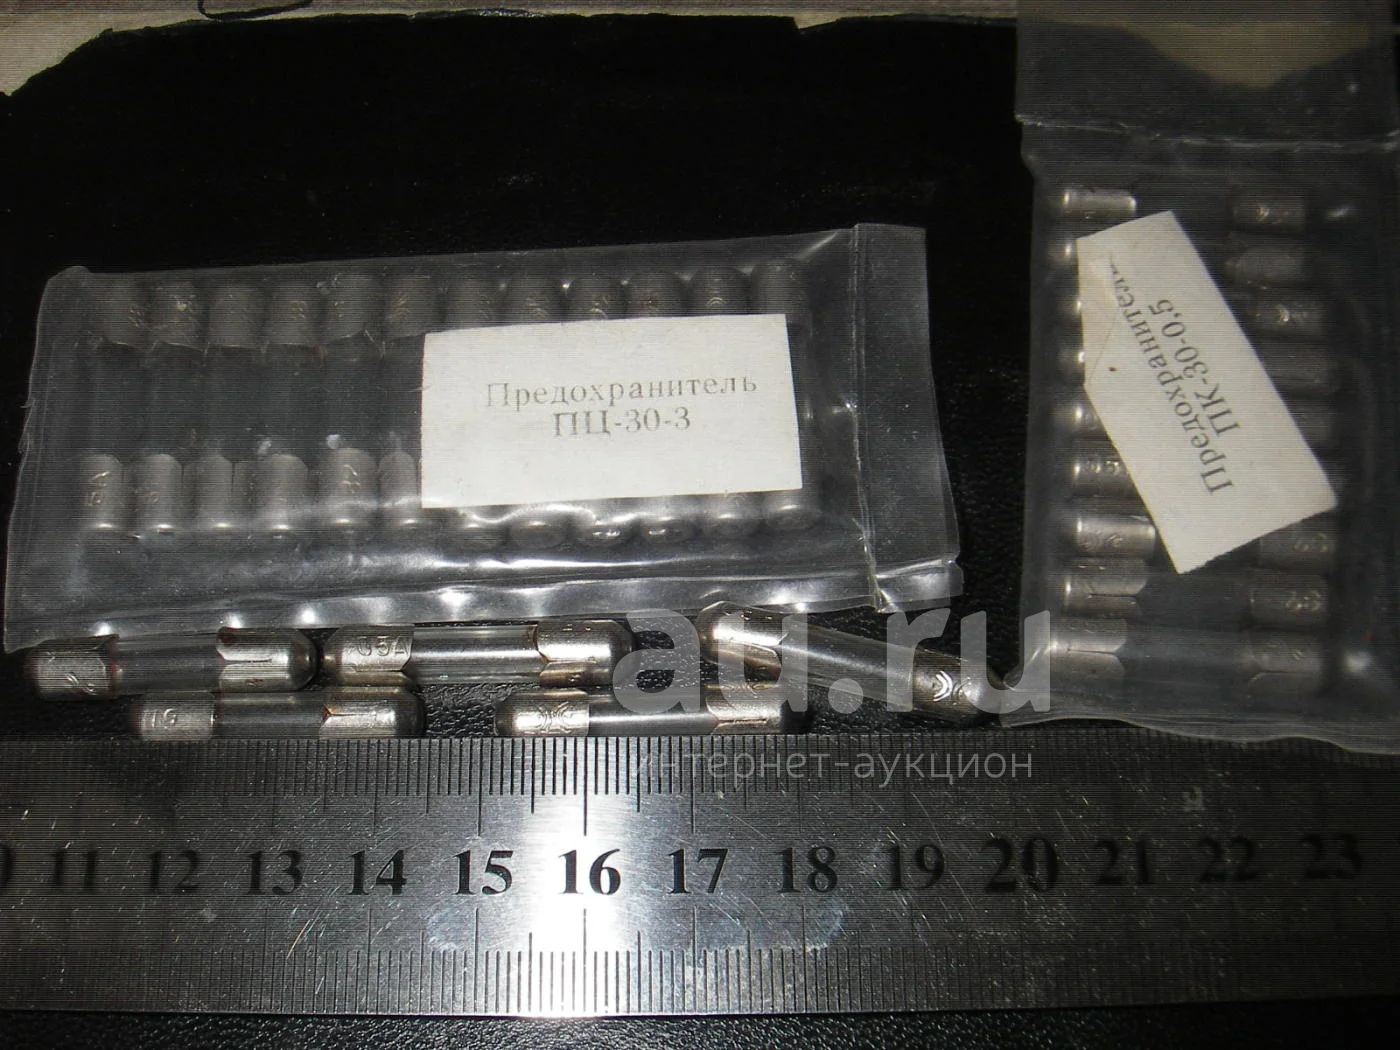 Предохранитель
ПЦ-30-3
Предохранитель
ПК-30-0,5
05А
au.ru
интернет-аукцион
11 12 13 14 15 16 17 18 19 20 21 22 23